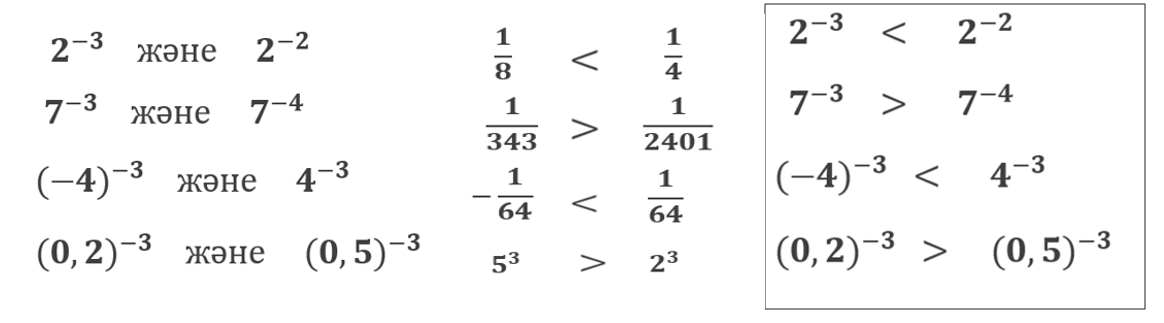 2⁻³ және 2⁻² 1/8 < 1/4 2⁻³ < 2⁻²
7⁻³ және 7⁻⁴ 1/343 > 1/2401 7⁻³ > 7⁻⁴
(−4)⁻³ және 4⁻³ −1/64 < 1/64 (−4)⁻³ < 4⁻³
(0,2)⁻³ және (0,5)⁻³ 5³ > 2³ (0,2)⁻³ > (0,5)⁻³